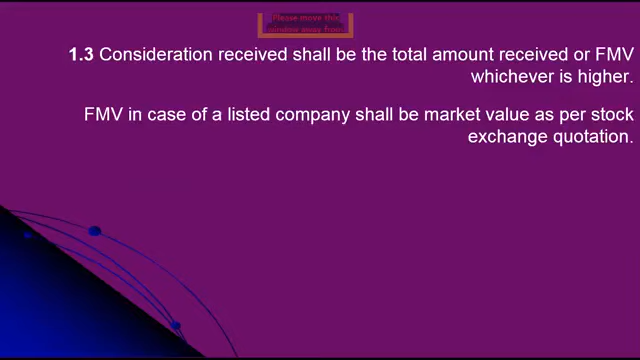 Please move this
window away from
1.3 Consideration received shall be the total amount received or FMV
whichever is higher.
FMV in case of a listed company shall be market value as per stock
exchange quotation.